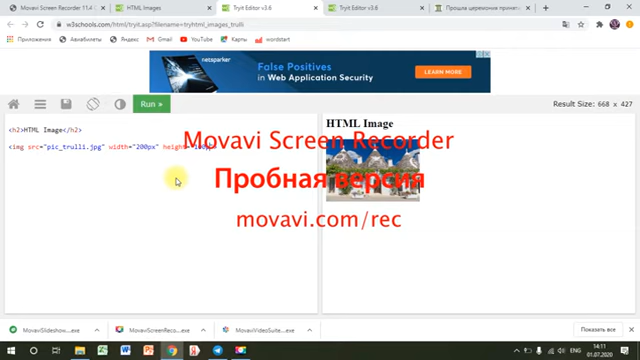 Movavi Screen Recorder 11.4
HTML Images
Tryit Editor v3.6
Tryit Editor v3.6
Прошла церемония принят
w3schools.com/html/tryit.asp?filename=tryhtml_images_trulli
Приложения
Авиабилеты
Яндекс
Gmail
YouTube
Карты
wordstart
netsparker
False Positives
in Web Application Security
LEARN MORE
Run »
Result Size: 668 x 427
<h2>HTML Image</h2>
<img src="pic_trulli.jpg" width="200px" height="100p
HTML Image
Movavi Screen Recorder
Пробная версия
movavi.com/rec
MovaviSlideshow....exe
MovaviScreenRec....exe
MovaviVideoSuite....exe
Показать все
ENG
14:11
01.07.2020